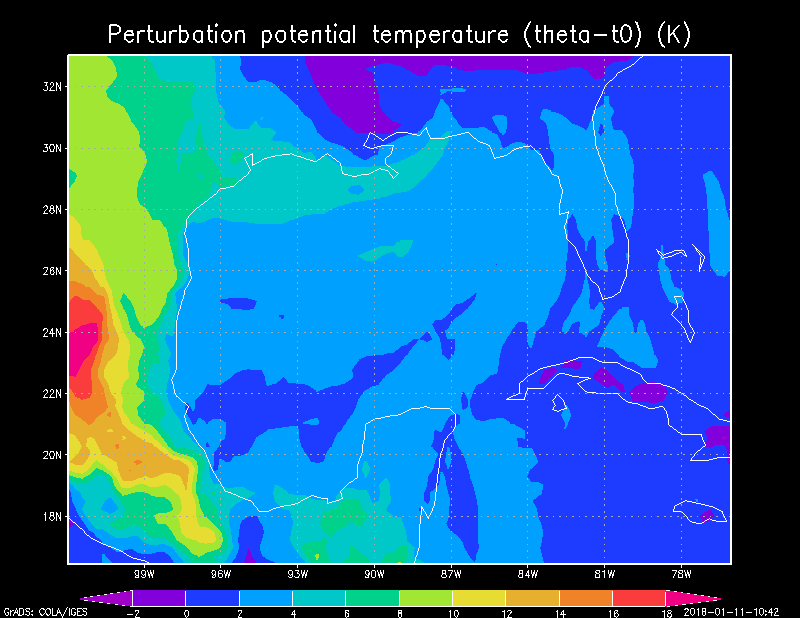 Perturbation potential temperature (theta-t0) (K)
32N
30N
28N
26N
24N
22N
20N
18N
99W 96W 93W 90W 87W 84W 81W 78W
-2 0 2 4 6 8 10 12 14 16 18
GrADS: COLA/IGES 2018-01-11-10:42